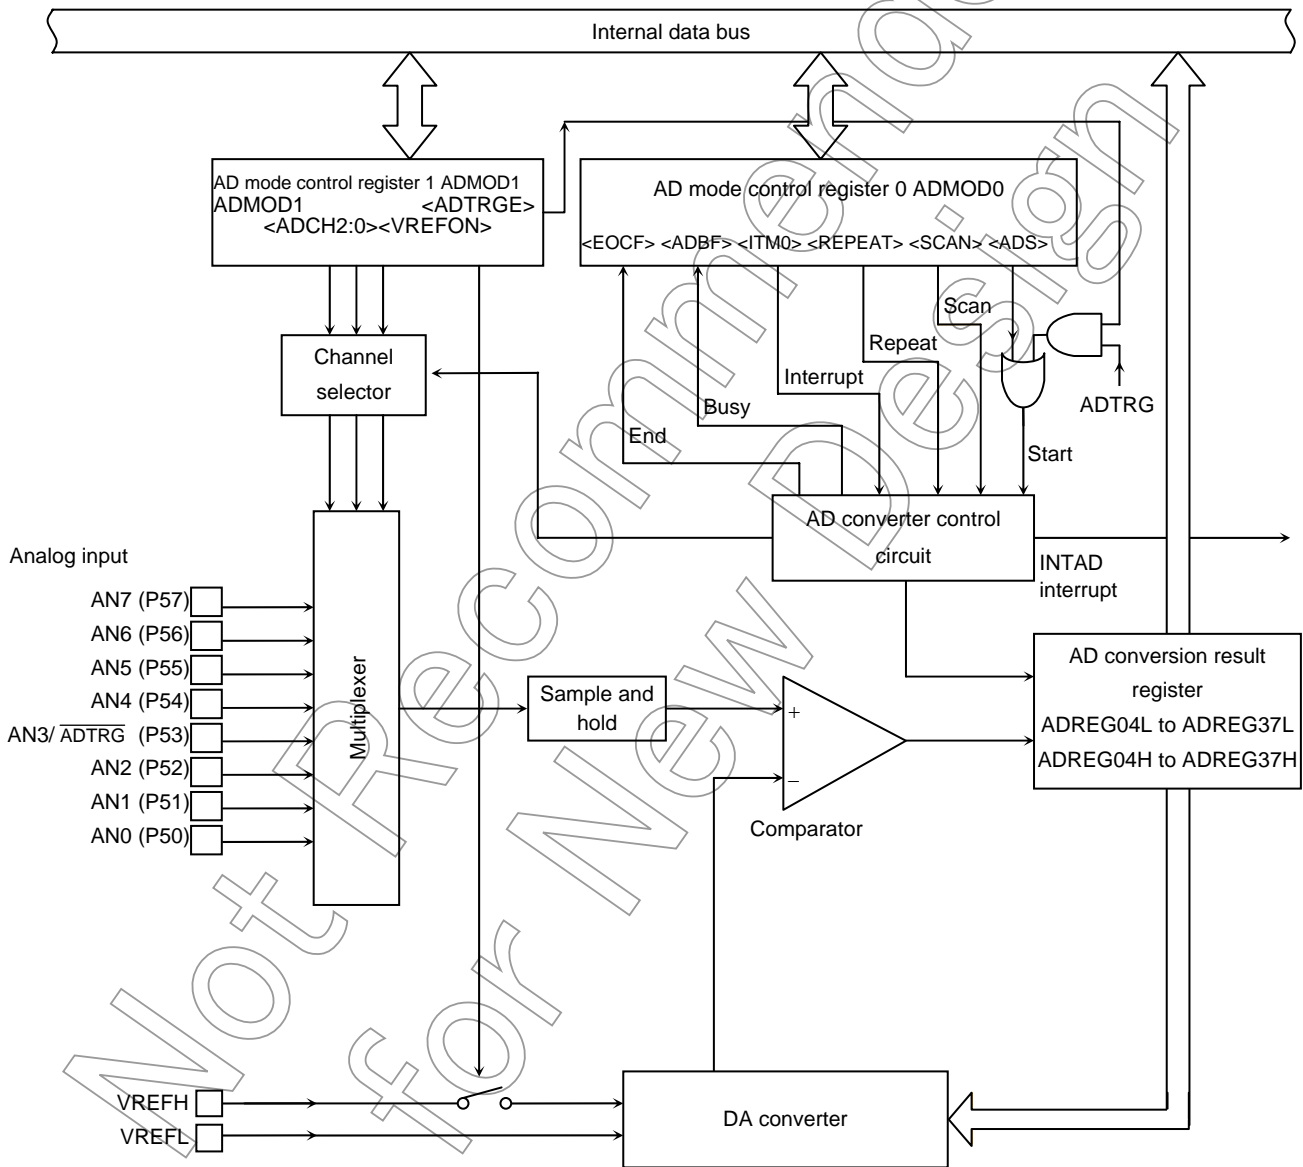 Internal data bus
AD mode control register 1 ADMOD1
ADMOD1 <ADTRGE>
<ADCH2:0><VREFON>
AD mode control register 0 ADMOD0
<EOCF> <ADBF> <ITM0> <REPEAT> <SCAN> <ADS>
Channel
selector
Scan
Repeat
Interrupt
Busy
End
ADTRG
Start
AD converter control
circuit
INTAD
interrupt
Analog input
AN7 (P57)
AN6 (P56)
AN5 (P55)
AN4 (P54)
AN3/ ADTRG (P53)
AN2 (P52)
AN1 (P51)
AN0 (P50)
Multiplexer
Sample and
hold
+
−
Comparator
AD conversion result
register
ADREG04L to ADREG37L
ADREG04H to ADREG37H
VREFH
VREFL
DA converter
Not Recommended
for New Design